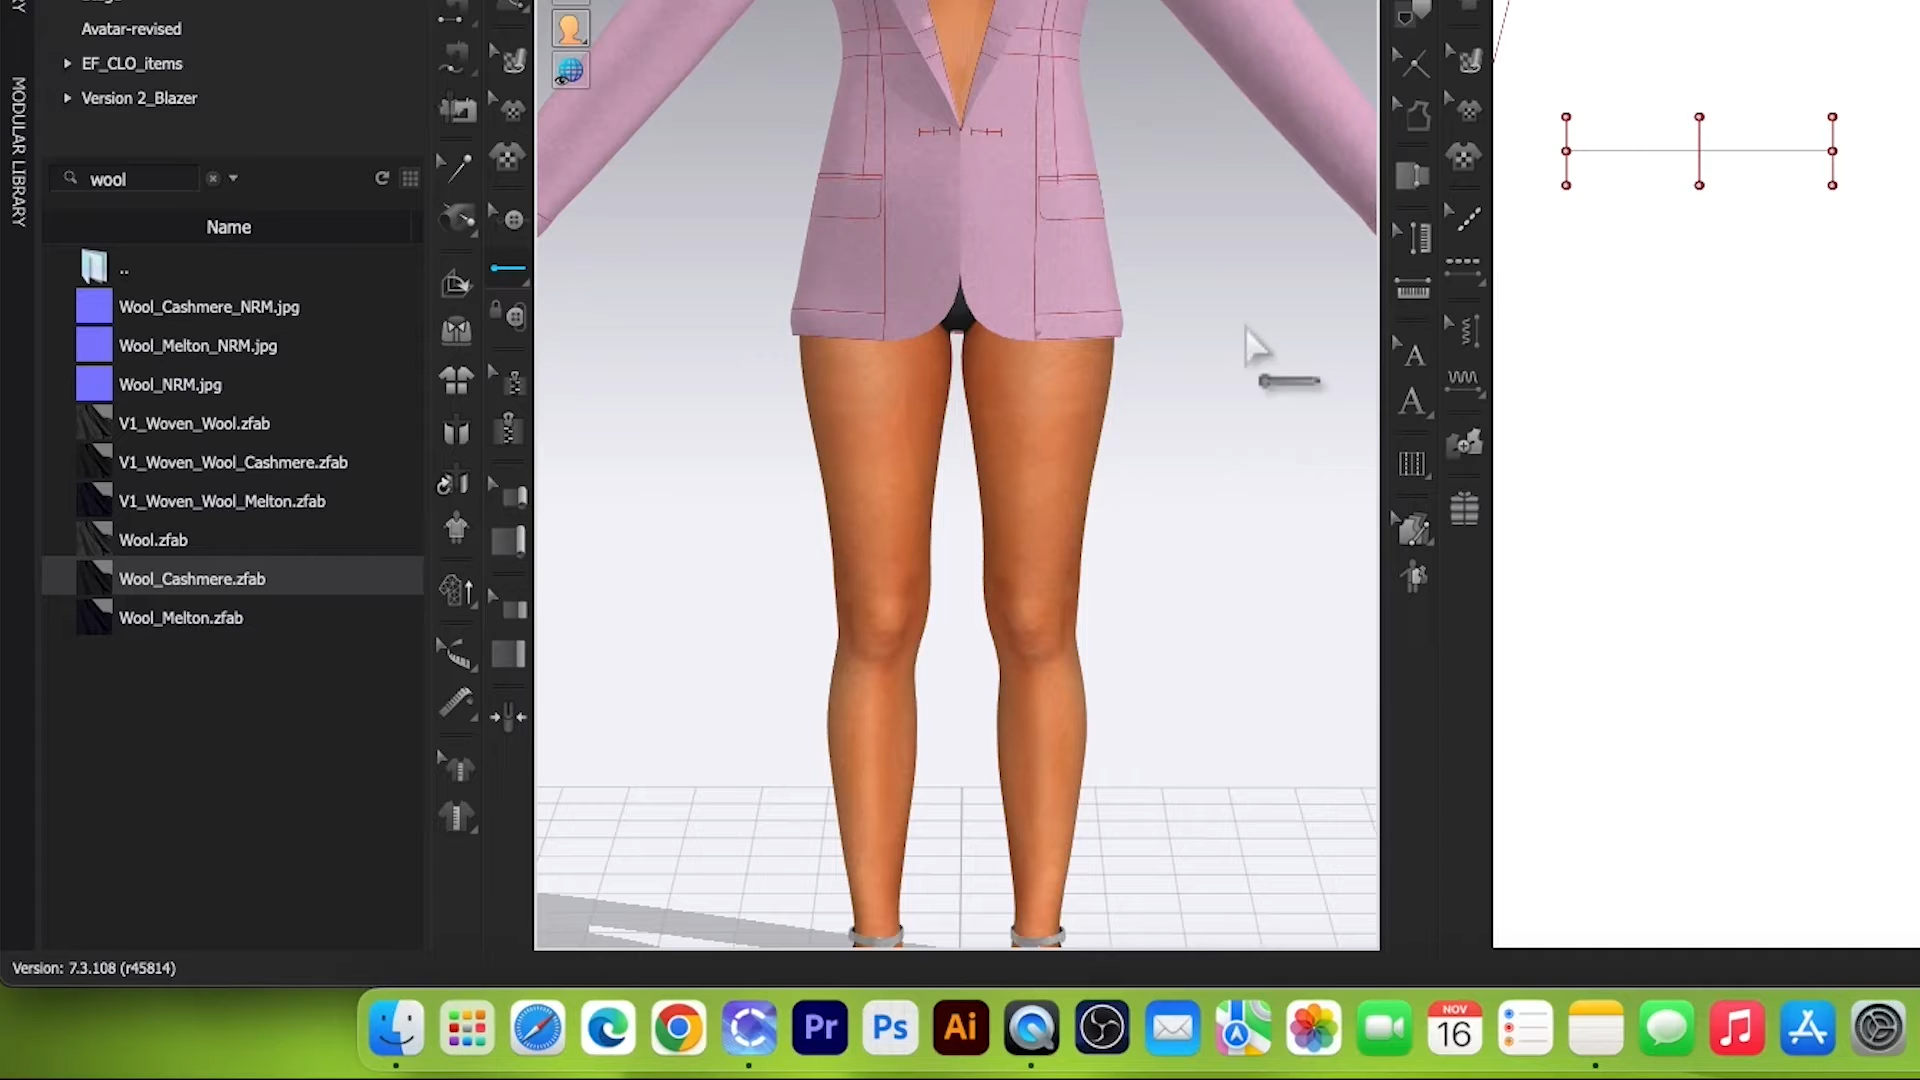 Avatar-revised
EF_CLO_items
Version 2_Blazer
MODULAR LIBRARY
wool
Name
..
Wool_Cashmere_NRM.jpg
Wool_Melton_NRM.jpg
Wool_NRM.jpg
V1_Woven_Wool.zfab
V1_Woven_Wool_Cashmere.zfab
V1_Woven_Wool_Melton.zfab
Wool.zfab
Wool_Cashmere.zfab
Wool_Melton.zfab
A
A
Version: 7.3.108 (r45814)
Pr
Ps
Ai
NOV
16